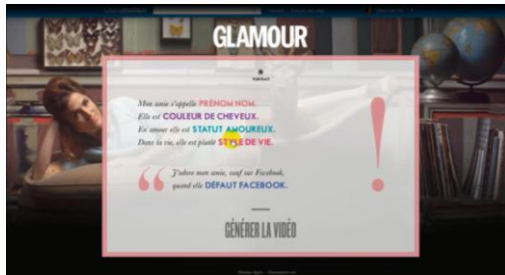 GLAMOUR
PORTRAIT
Mon amie s'appelle PRÉNOM NOM.
Elle est COULEUR DE CHEVEUX.
En amour elle est STATUT AMOUREUX.
Dans la vie, elle est plutôt STYLE DE VIE.
!
“ J'adore mon amie, sauf sur Facebook,
quand elle DÉFAUT FACEBOOK.
GÉNÉRER LA VIDÉO